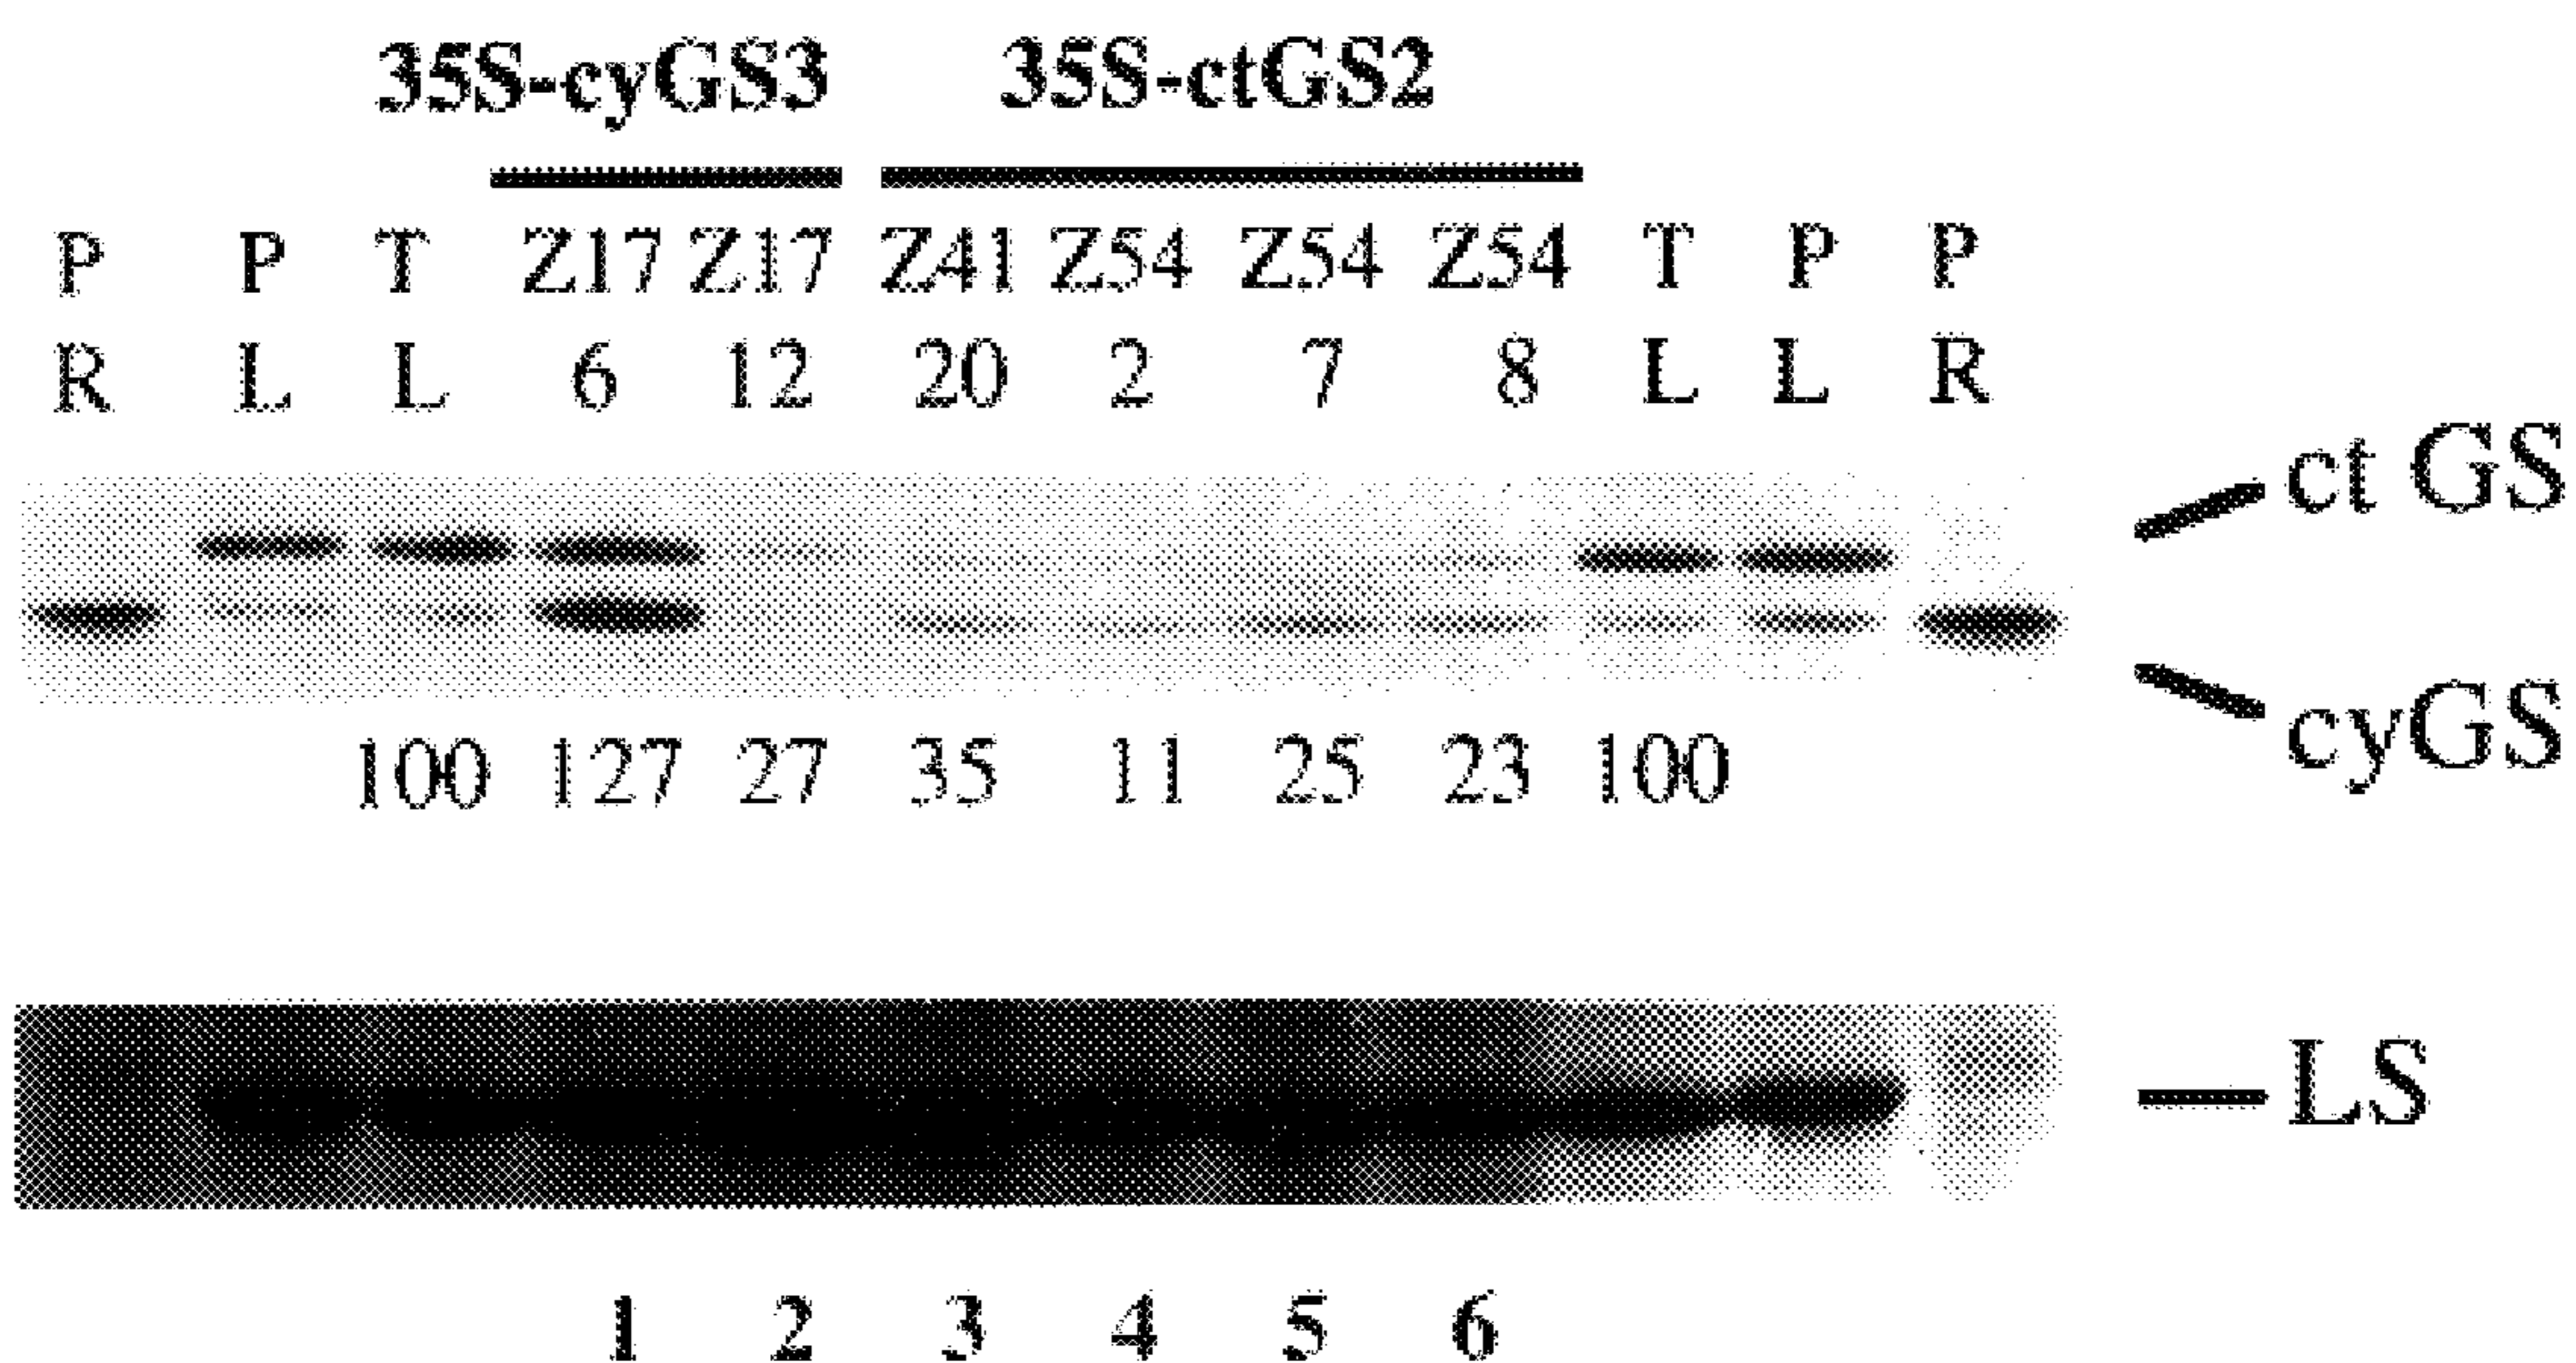 35S-cyGS3 35S-ctGS2
P P T Z17 Z17 Z41 Z54 Z54 Z54 T P P
R L L 6 12 20 2 7 8 L L R
ct GS
cyGS
100 127 27 35 11 25 23 100
LS
1 2 3 4 5 6